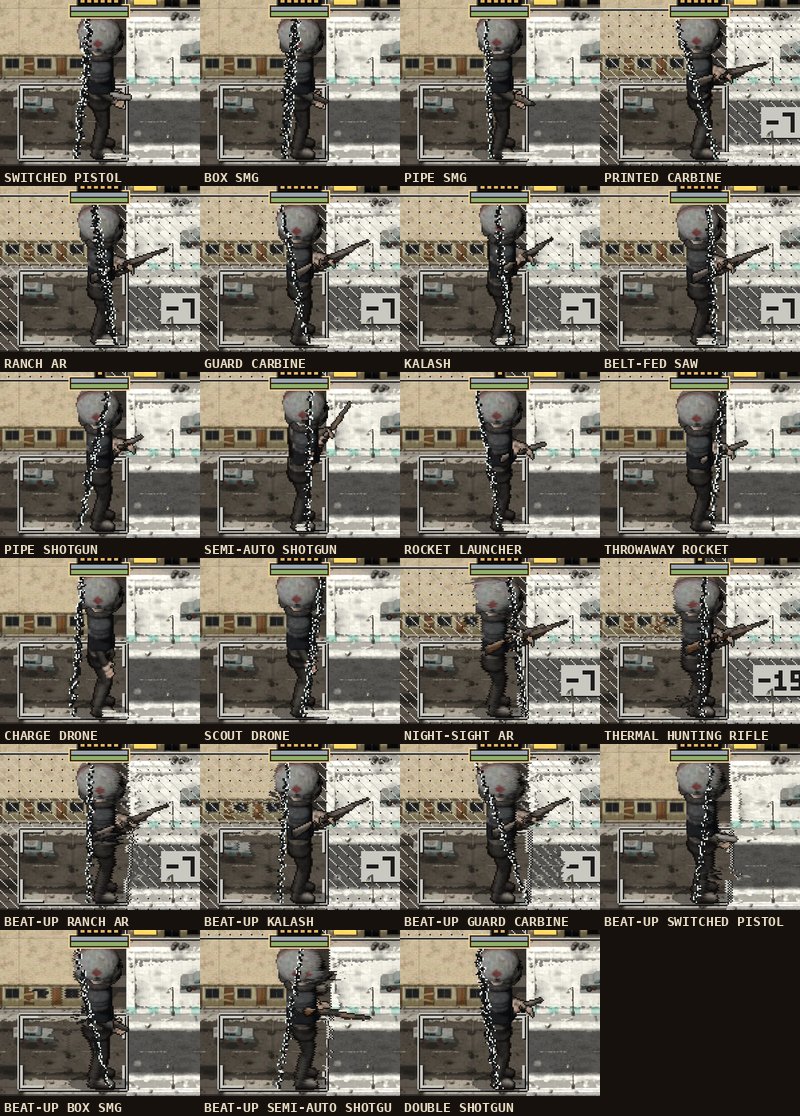 SWITCHED PISTOL
BOX SMG
PIPE SMG
-7
PRINTED CARBINE
-7
RANCH AR
-7
GUARD CARBINE
-7
KALASH
-7
BELT-FED SAW
PIPE SHOTGUN
SEMI-AUTO SHOTGUN
ROCKET LAUNCHER
THROWAWAY ROCKET
CHARGE DRONE
SCOUT DRONE
-7
NIGHT-SIGHT AR
-19
THERMAL HUNTING RIFLE
-7
BEAT-UP RANCH AR
-7
BEAT-UP KALASH
-7
BEAT-UP GUARD CARBINE
BEAT-UP SWITCHED PISTOL
BEAT-UP BOX SMG
BEAT-UP SEMI-AUTO SHOTGU
DOUBLE SHOTGUN